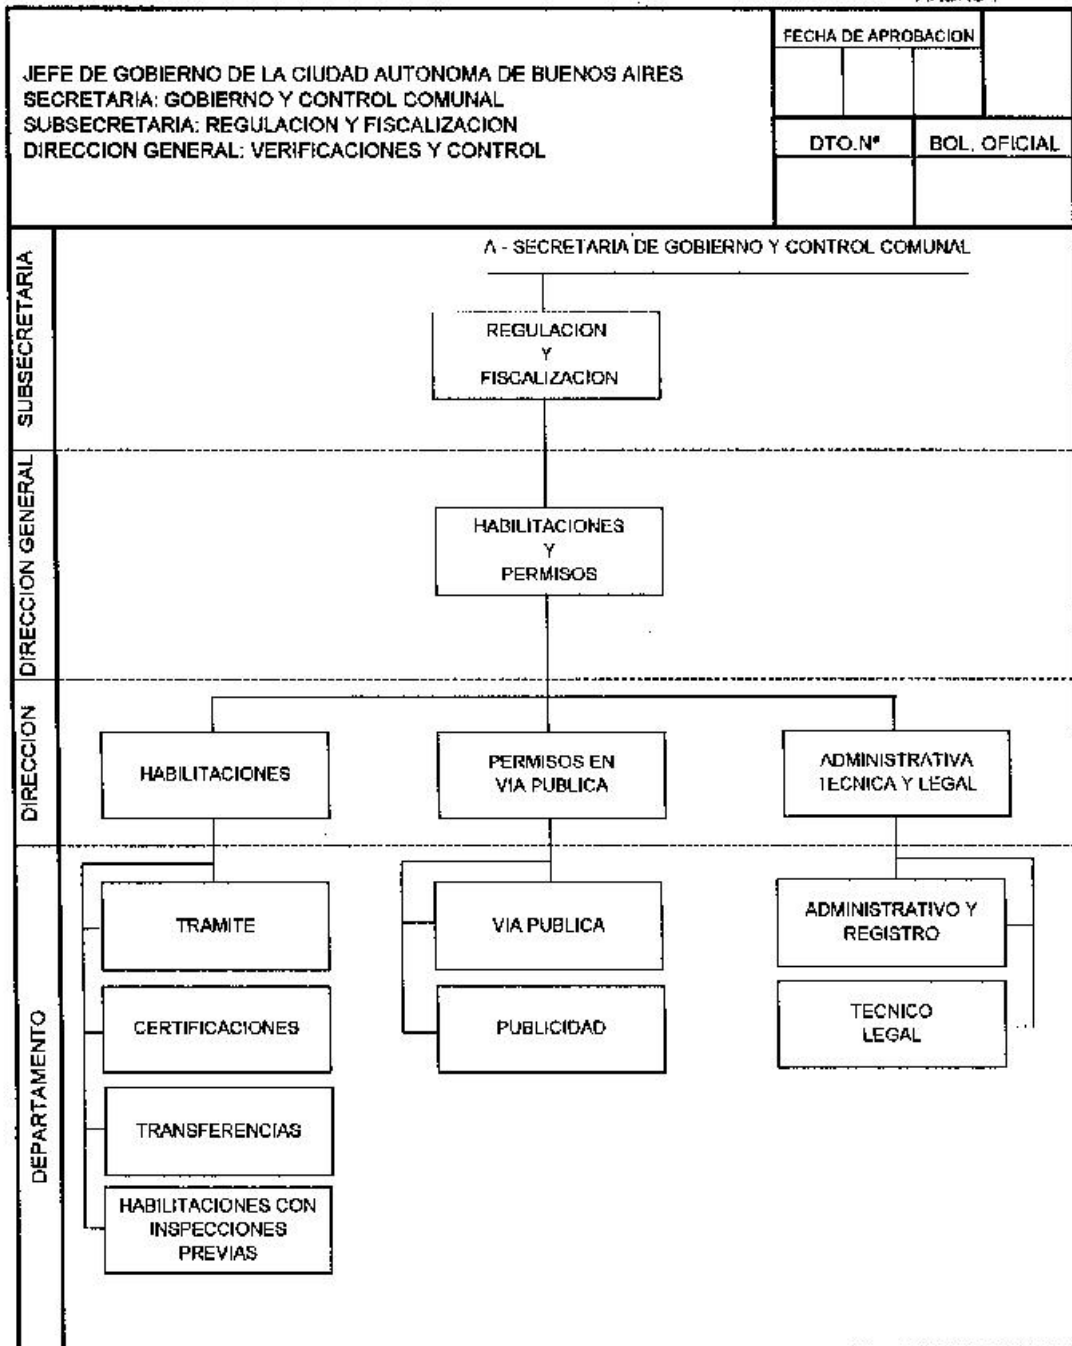 JEFE DE GOBIERNO DE LA CIUDAD AUTONOMA DE BUENOS AIRES
SECRETARIA: GOBIERNO Y CONTROL COMUNAL
SUBSECRETARIA: REGULACION Y FISCALIZACION
DIRECCION GENERAL: VERIFICACIONES Y CONTROL
FECHA DE APROBACION
DTO.Nº
BOL. OFICIAL
SUBSECRETARIA
A - SECRETARIA DE GOBIERNO Y CONTROL COMUNAL
REGULACION
Y
FISCALIZACION
DIRECCION GENERAL
HABILITACIONES
Y
PERMISOS
DIRECCION
HABILITACIONES
PERMISOS EN
VIA PUBLICA
ADMINISTRATIVA
TECNICA Y LEGAL
DEPARTAMENTO
TRAMITE
CERTIFICACIONES
TRANSFERENCIAS
HABILITACIONES CON
INSPECCIONES
PREVIAS
VIA PUBLICA
PUBLICIDAD
ADMINISTRATIVO Y
REGISTRO
TECNICO
LEGAL